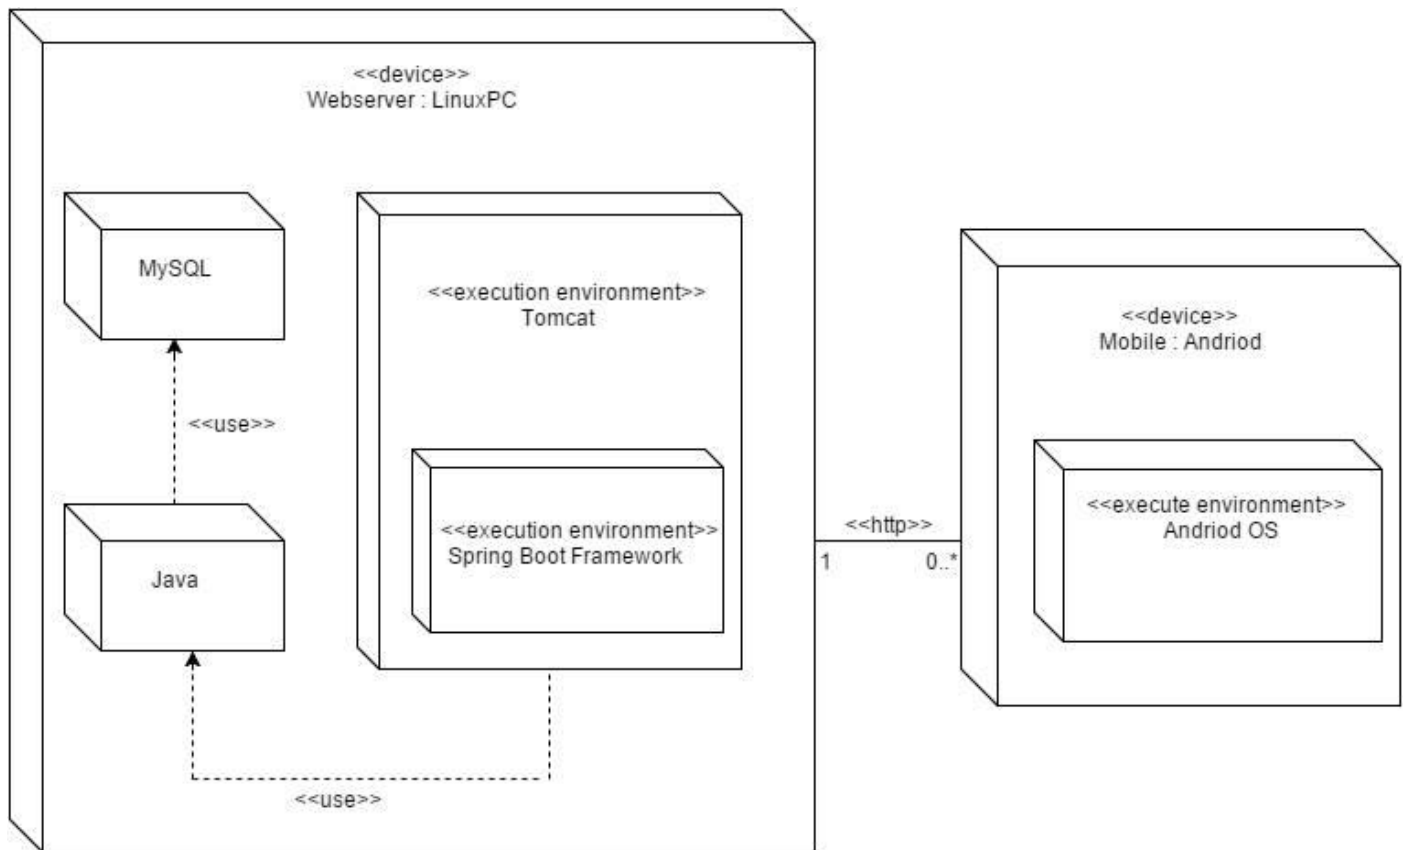 <<device>>
Webserver : LinuxPC
MySQL
<<execution environment>>
Tomcat
<<device>>
Mobile : Andriod
<<use>>
<<execution environment>>
Spring Boot Framework
<<http>>
1
0..*
<<execute environment>>
Andriod OS
Java
<<use>>